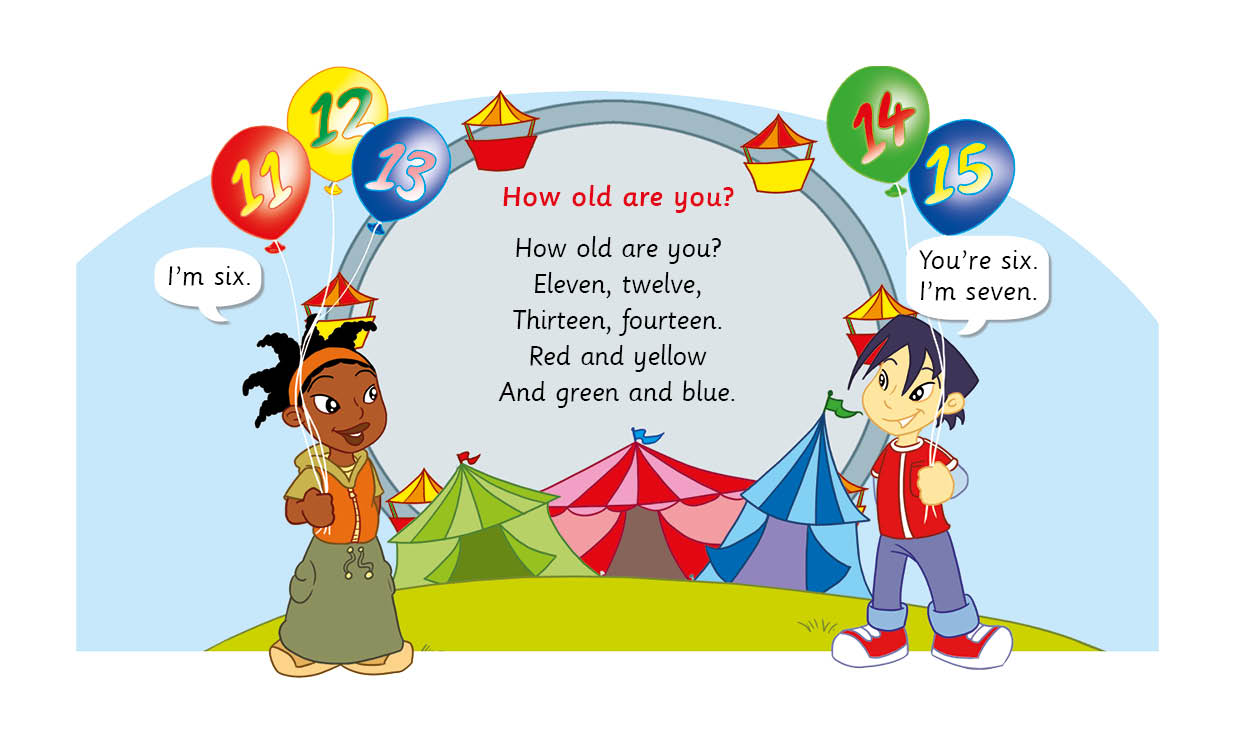 11
12
13
14
15
I'm six.
How old are you?
How old are you?
Eleven, twelve,
Thirteen, fourteen.
Red and yellow
And green and blue.
You're six.
I'm seven.